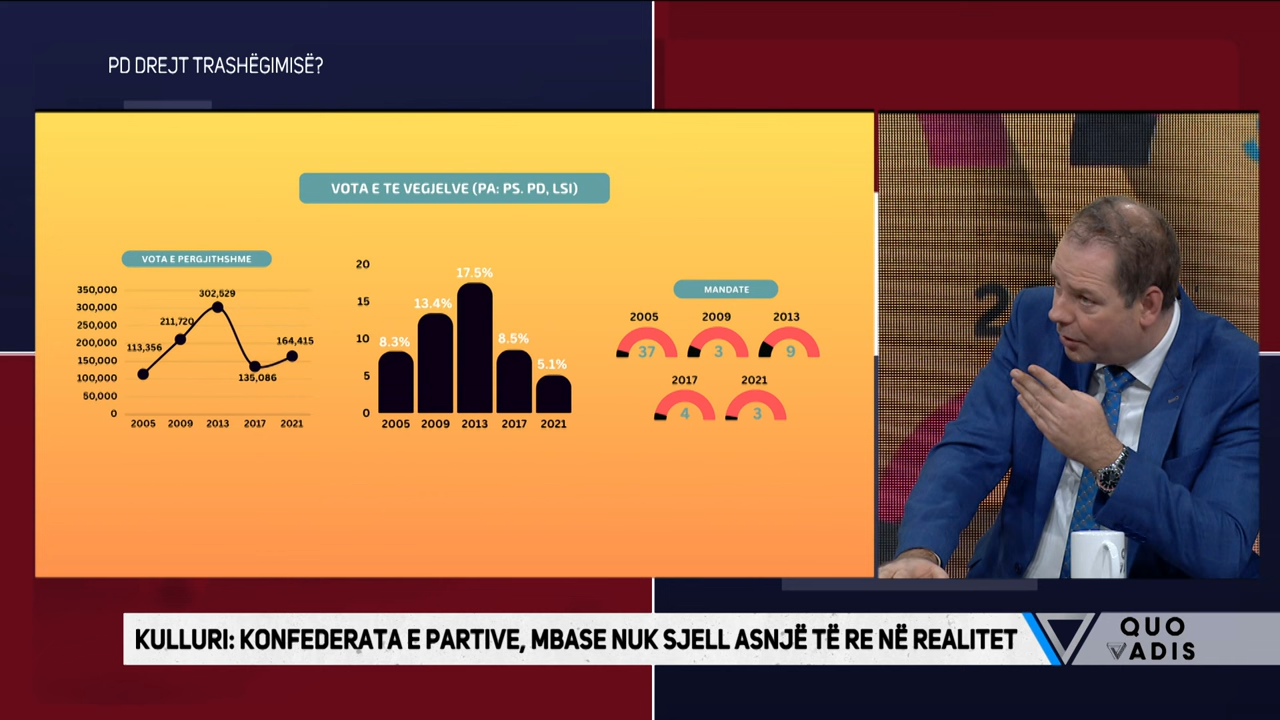 PD DREJT TRASHËGIMISË?
VOTA E TE VEGJELVE (PA: PS. PD, LSI)
VOTA E PERGJITHSHME
350,000
300,000
250,000
200,000
150,000
100,000
50,000
0
113,356
211,720
302,529
135,086
164,415
2005 2009 2013 2017 2021
20
15
10
5
0
8.3%
13.4%
17.5%
8.5%
5.1%
2005 2009 2013 2017 2021
MANDATE
2005 2009 2013
37 3 9
2017 2021
4 3
2
KULLURI: KONFEDERATA E PARTIVE, MBASE NUK SJELL ASNJË TË RE NË REALITET
QUO
VADIS